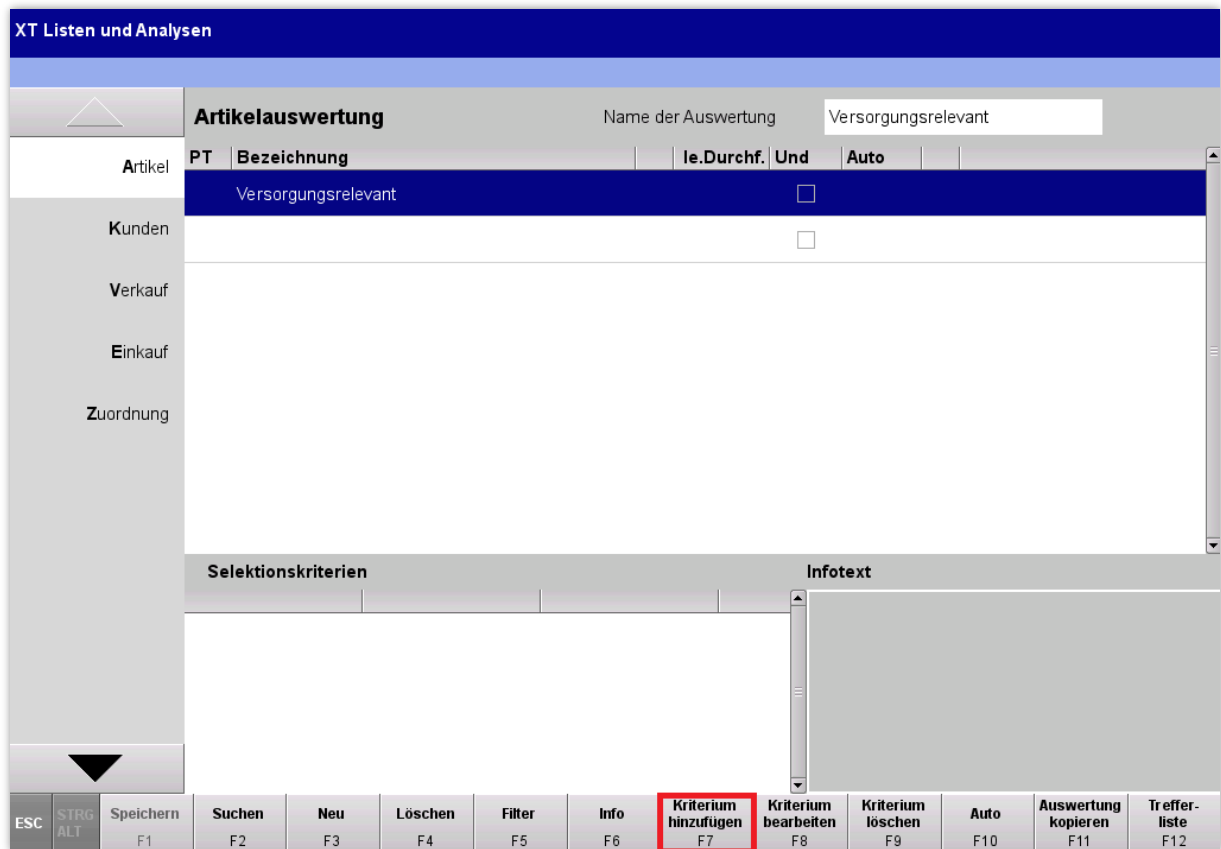 XT Listen und Analysen
Artikelauswertung
Name der Auswertung
Versorgungsrelevant
Artikel
Kunden
Verkauf
Einkauf
Zuordnung
PT Bezeichnung le.Durchf. Und Auto
Versorgungsrelevant
Selektionskriterien
Infotext
ESC
STRG
ALT
Speichern
F1
Suchen
F2
Neu
F3
Löschen
F4
Filter
F5
Info
F6
Kriterium
hinzufügen
F7
Kriterium
bearbeiten
F8
Kriterium
löschen
F9
Auto
F10
Auswertung
kopieren
F11
Treffer-
liste
F12